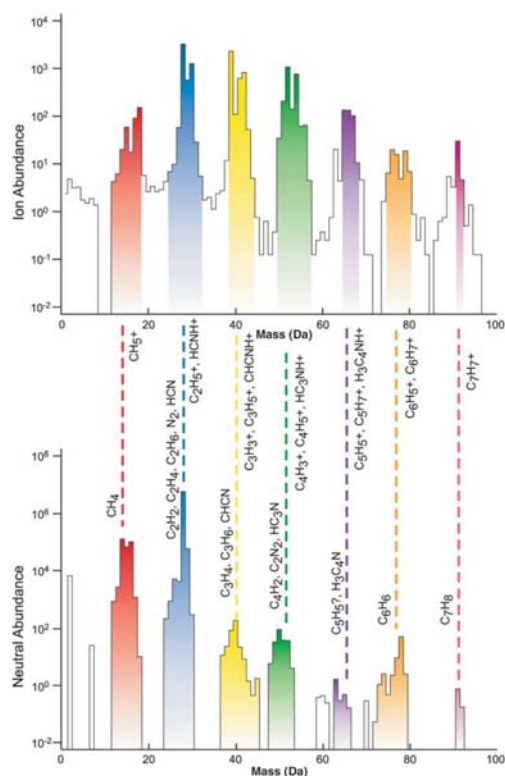 10⁴
10³
10²
10¹
10⁰
10⁻¹
10⁻²
Ion Abundance
0
20
40
60
80
100
Mass (Da)
CH₅+
C₂H₅+, HCNH+
C₃H₃+, C₃H₅+, CHCNH+
C₄H₃+, C₄H₅+, HC₃NH+
C₅H₅+, C₅H₇+, H₃C₄NH+
C₆H₅+, C₆H₇+
C₇H₇+
CH₄
C₂H₂, C₂H₄, C₂H₆, N₂, HCN
C₃H₄, C₃H₆, CHCN
C₄H₂, C₂N₂, HC₃N
C₅H₅?, H₃C₄N
C₆H₆
C₇H₈
10⁸
10⁶
10⁴
10²
10⁰
10⁻²
Neutral Abundance
0
20
40
60
80
100
Mass (Da)